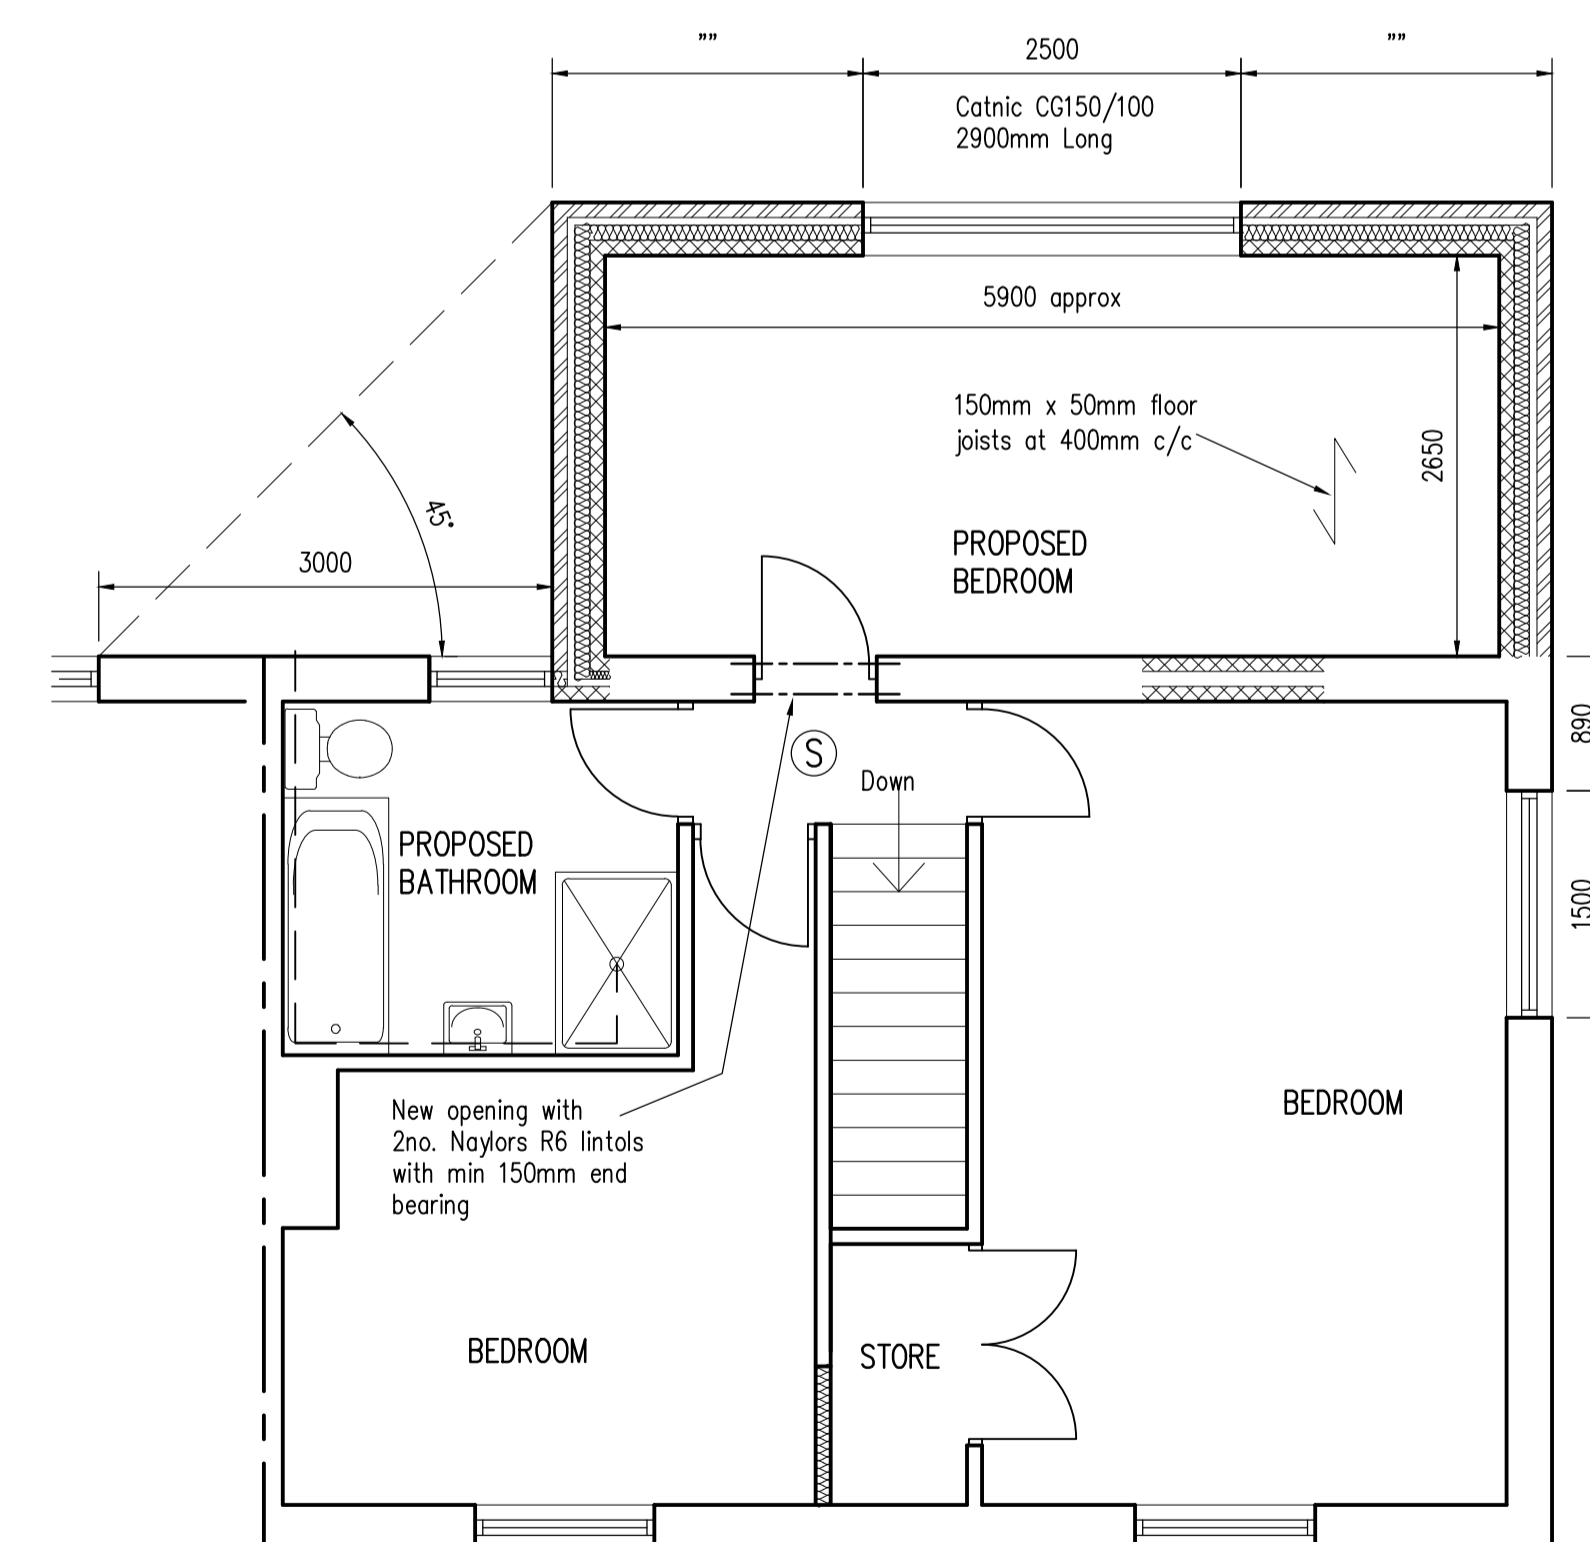 "" 2500 ""
Catnic CG150/100
2900mm Long
5900 approx
150mm x 50mm floor
joists at 400mm c/c
2650
45°
3000
PROPOSED
BEDROOM
890
S
Down
PROPOSED
BATHROOM
1500
New opening with
2no. Naylors R6 lintols
with min 150mm end
bearing
BEDROOM
BEDROOM
STORE